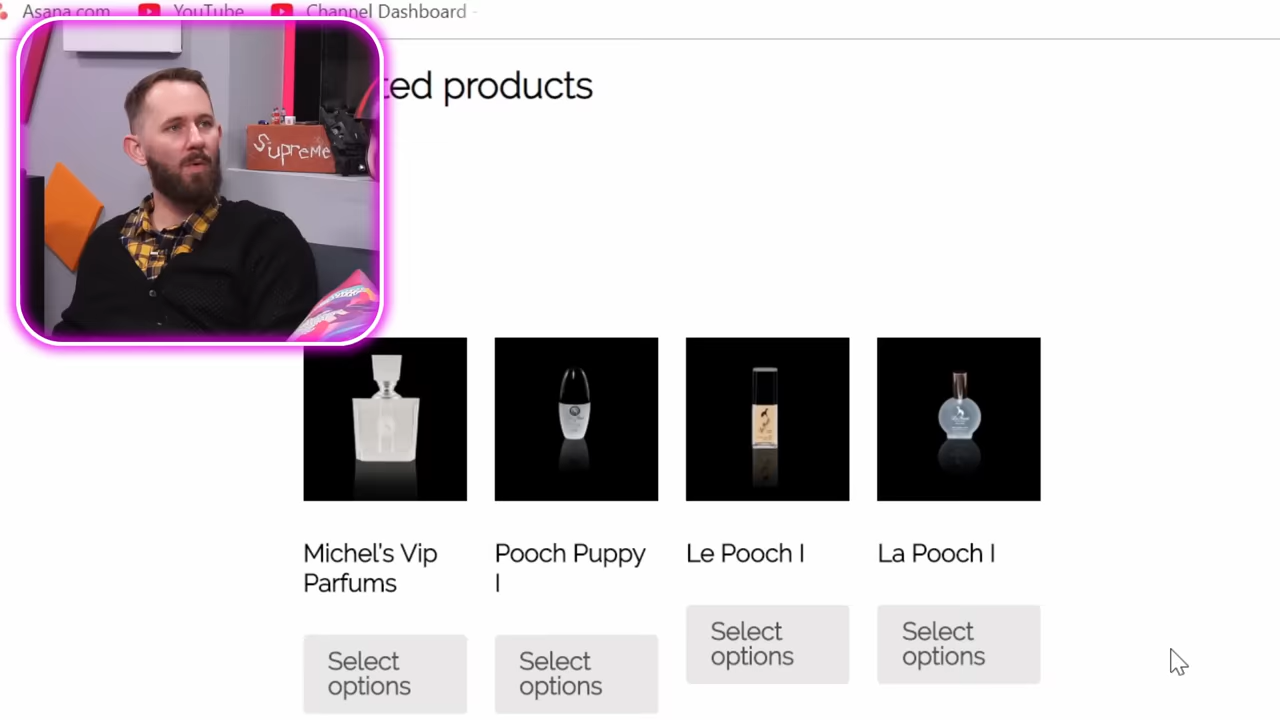 Asana.com YouTube Channel Dashboard -
ted products
Supreme
Michel's Vip
Parfums
Pooch Puppy
I
Le Pooch I
La Pooch I
Select
options
Select
options
Select
options
Select
options